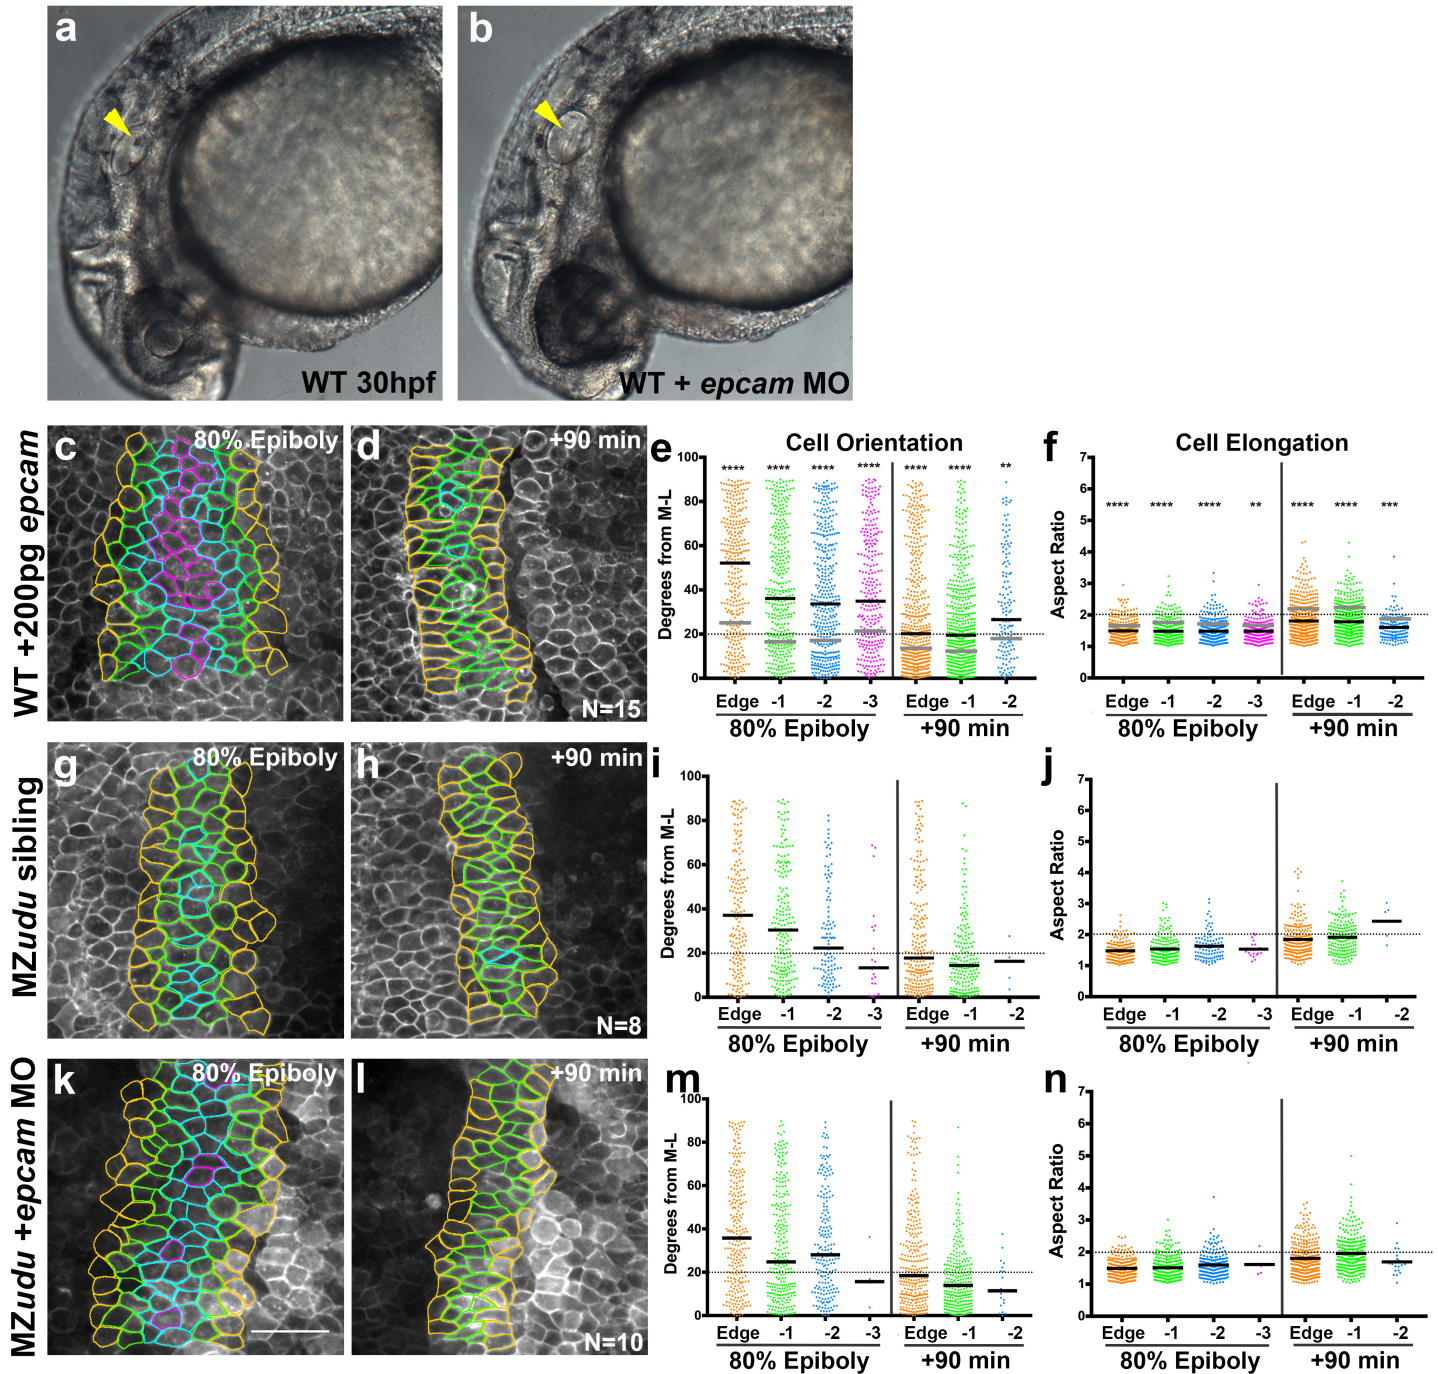 a
WT 30hpf
b
WT + epcam MO
WT +200pg epcam
c
80% Epiboly
d
+90 min
N=15
e
Cell Orientation
Degrees from M-L
100
80
60
40
20
0
**** **** **** **** **** **** **
Edge -1 -2 -3 Edge -1 -2
80% Epiboly +90 min
f
Cell Elongation
Aspect Ratio
7
6
5
4
3
2
1
0
**** **** **** ** **** **** ***
Edge -1 -2 -3 Edge -1 -2
80% Epiboly +90 min
MZudu sibling
g
80% Epiboly
h
+90 min
N=8
i
Degrees from M-L
100
80
60
40
20
0
Edge -1 -2 -3 Edge -1 -2
80% Epiboly +90 min
j
Aspect Ratio
7
6
5
4
3
2
1
0
Edge -1 -2 -3 Edge -1 -2
80% Epiboly +90 min
MZudu +epcam MO
k
80% Epiboly
l
+90 min
N=10
m
Degrees from M-L
100
80
60
40
20
0
Edge -1 -2 -3 Edge -1 -2
80% Epiboly +90 min
n
Aspect Ratio
7
6
5
4
3
2
1
0
Edge -1 -2 -3 Edge -1 -2
80% Epiboly +90 min